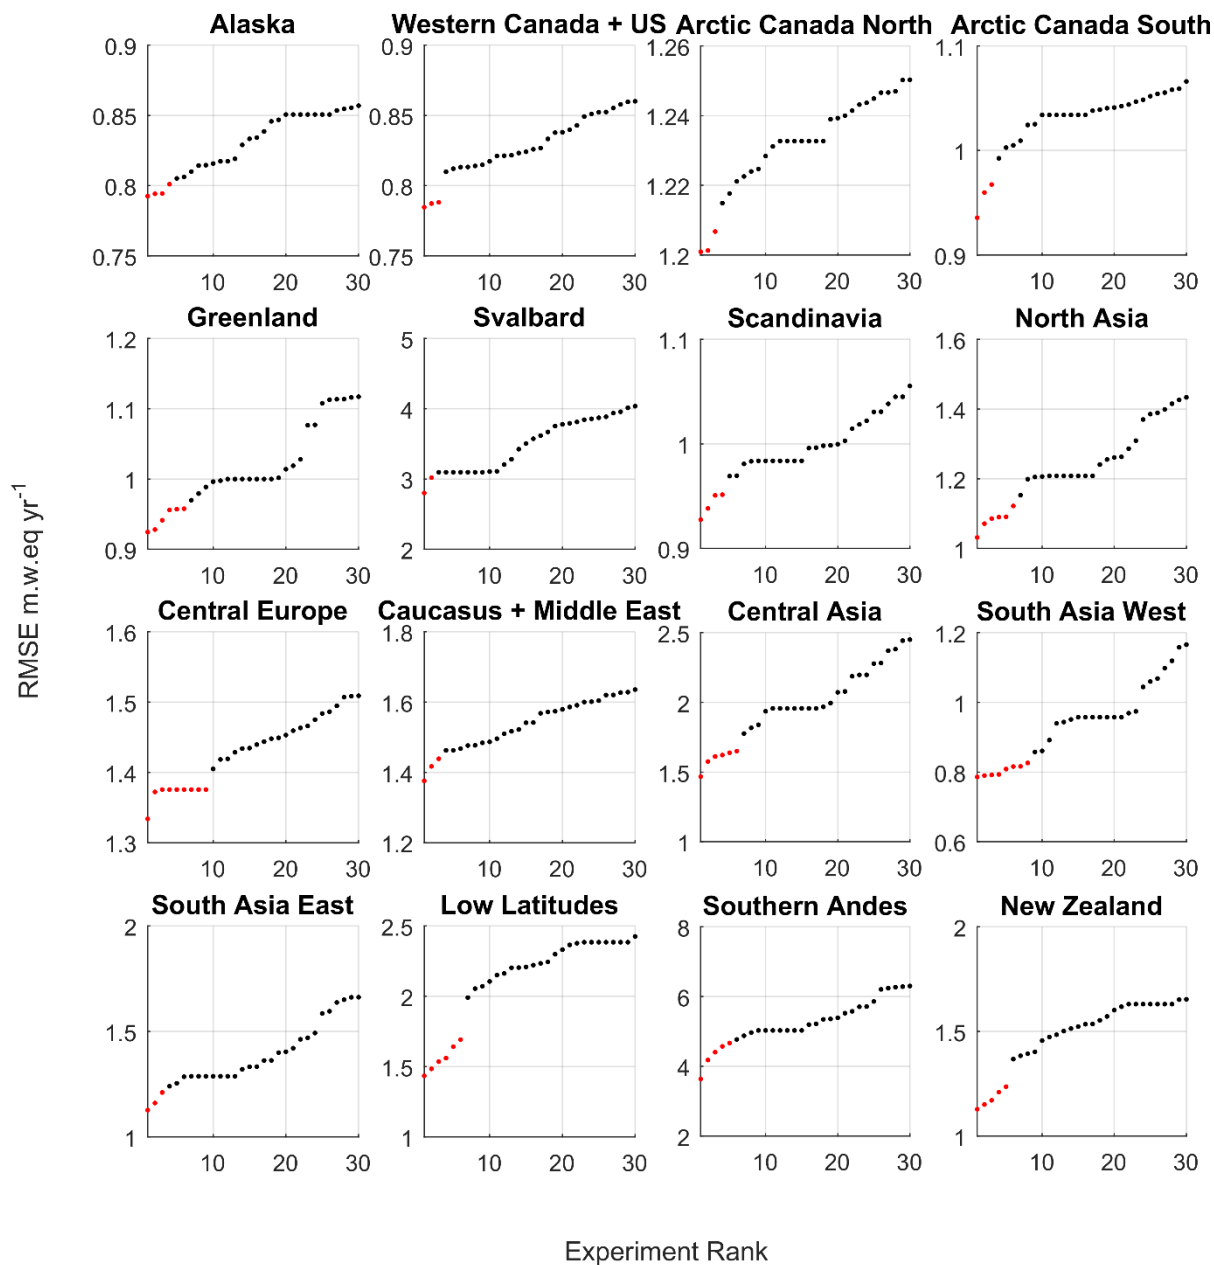 Alaska
Western Canada + US
Arctic Canada North
Arctic Canada South
0.9
0.85
0.8
0.75
10 20 30
0.9
0.85
0.8
0.75
10 20 30
1.26
1.24
1.22
1.2
10 20 30
1.1
1
0.9
10 20 30
Greenland
Svalbard
Scandinavia
North Asia
1.2
1.1
1
0.9
10 20 30
5
4
3
2
10 20 30
1.1
1
0.9
10 20 30
1.6
1.4
1.2
1
10 20 30
RMSE m.w.eq yr⁻¹
Central Europe
Caucasus + Middle East
Central Asia
South Asia West
1.6
1.5
1.4
1.3
10 20 30
1.8
1.6
1.4
1.2
10 20 30
2.5
2
1.5
1
10 20 30
1.2
1
0.8
0.6
10 20 30
South Asia East
Low Latitudes
Southern Andes
New Zealand
2
1.5
1
10 20 30
2.5
2
1.5
1
10 20 30
8
6
4
2
10 20 30
2
1.5
1
10 20 30
Experiment Rank